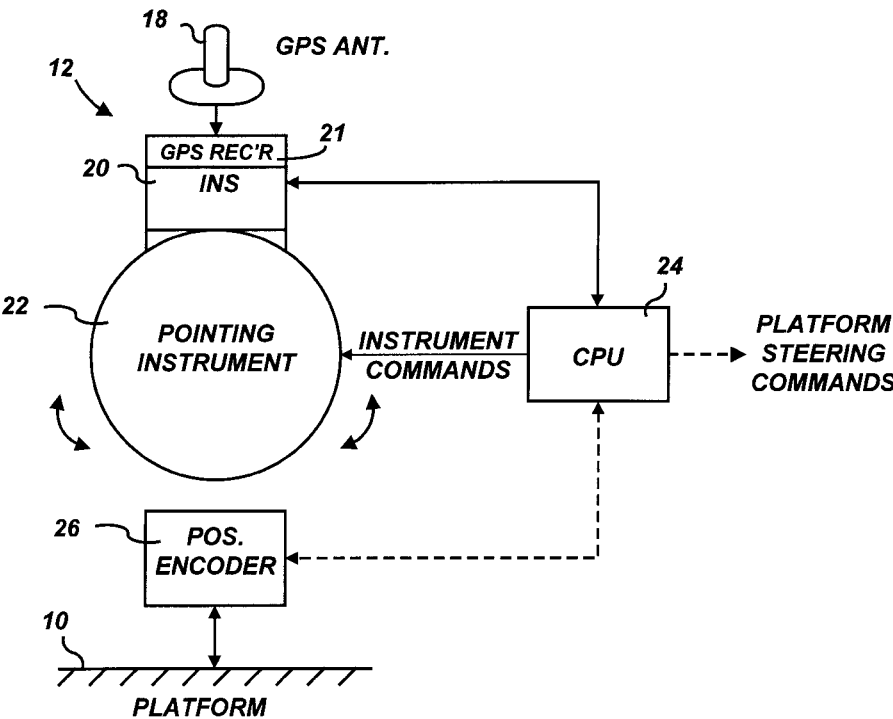 18
GPS ANT.
12
21
GPS REC'R
20
INS
24
22
POINTING
INSTRUMENT
INSTRUMENT
COMMANDS
CPU
PLATFORM
STEERING
COMMANDS
26
POS.
ENCODER
10
PLATFORM